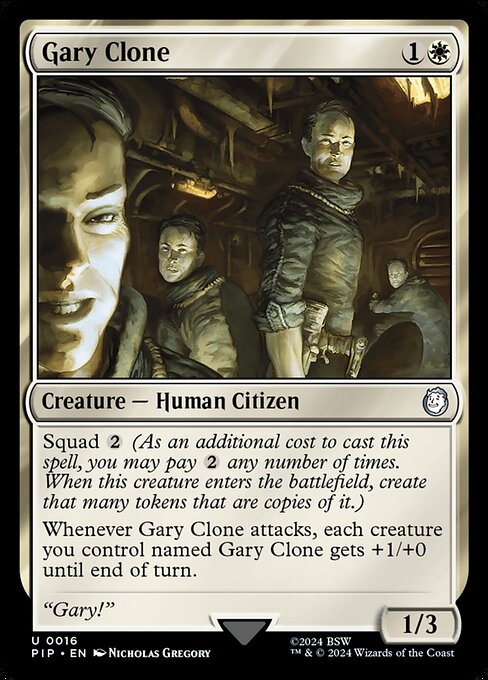 Gary Clone 1
Creature — Human Citizen
Squad 2 (As an additional cost to cast this
spell, you may pay 2 any number of times.
When this creature enters the battlefield, create
that many tokens that are copies of it.)
Whenever Gary Clone attacks, each creature
you control named Gary Clone gets +1/+0
until end of turn.
“Gary!”
1/3
U 0016
PIP • EN Nicholas Gregory
©2024 BSW
™ & © 2024 Wizards of the Coast